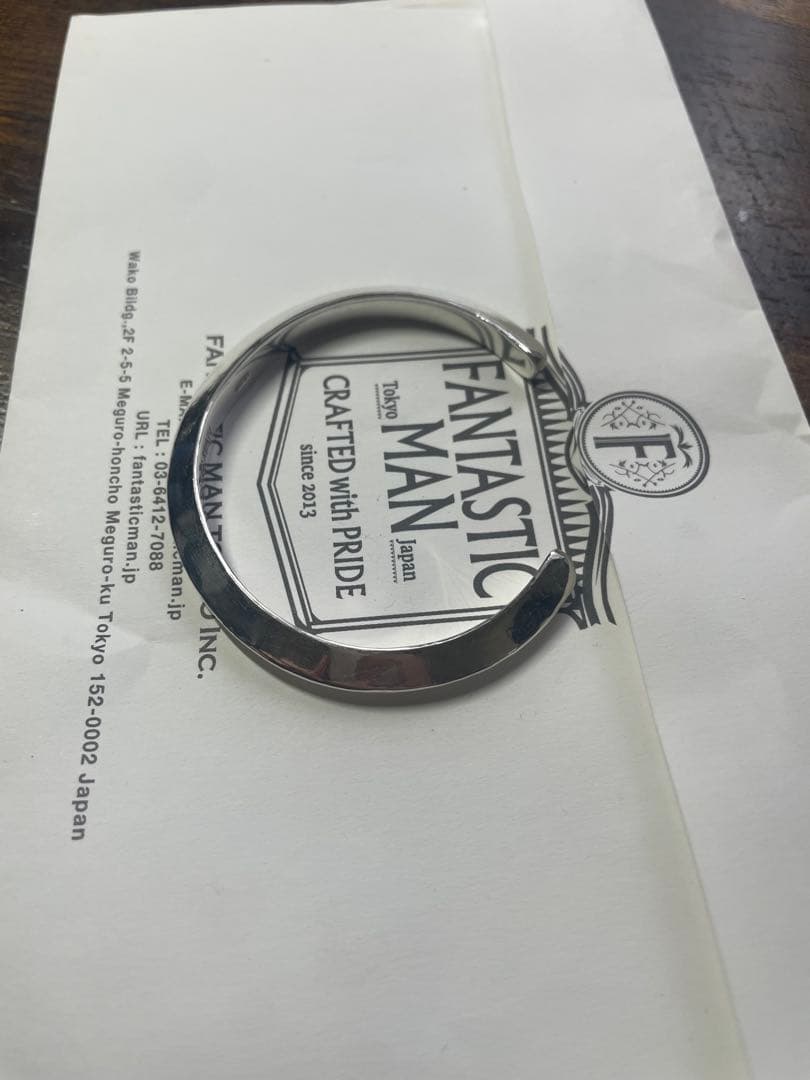 F
FANTASTIC
Tokyo MAN Japan
CRAFTED with PRIDE
since 2013
INC.
TEL : 03-6412-7088
URL : fantasticman.jp
Wako Bildg.,2F 2-5-5 Meguro-honcho Meguro-ku Tokyo 152-0002 Japan